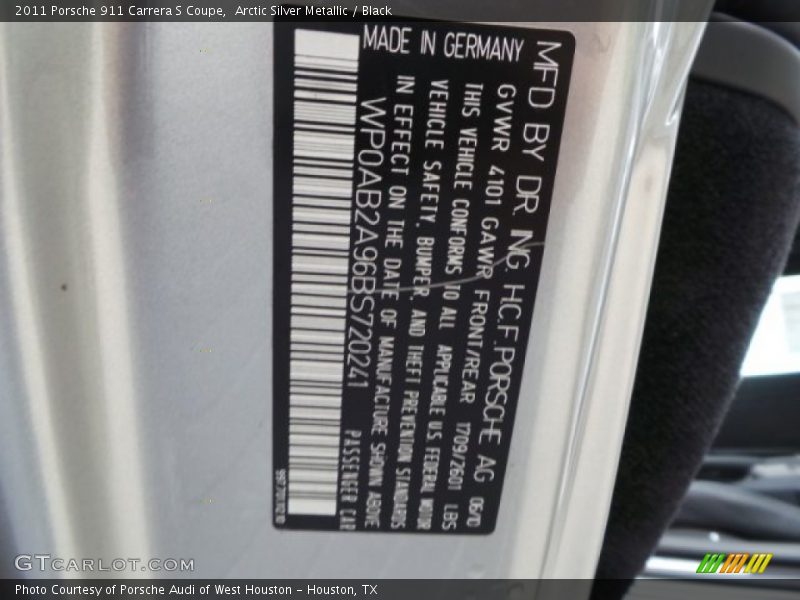 2011 Porsche 911 Carrera S Coupe, Arctic Silver Metallic / Black
MFD BY DR. ING. H.C.F. PORSCHE AG 06/10
GVWR 4101 GAWR FRONT/REAR 1709/2601 LBS
THIS VEHICLE CONFORMS TO ALL APPLICABLE U.S. FEDERAL MOTOR
VEHICLE SAFETY, BUMPER, AND THEFT PREVENTION STANDARDS
IN EFFECT ON THE DATE OF MANUFACTURE SHOWN ABOVE
WP0AB2A96BS720241 PASSENGER CAR
MADE IN GERMANY
GTCARLOT.COM
Photo Courtesy of Porsche Audi of West Houston - Houston, TX